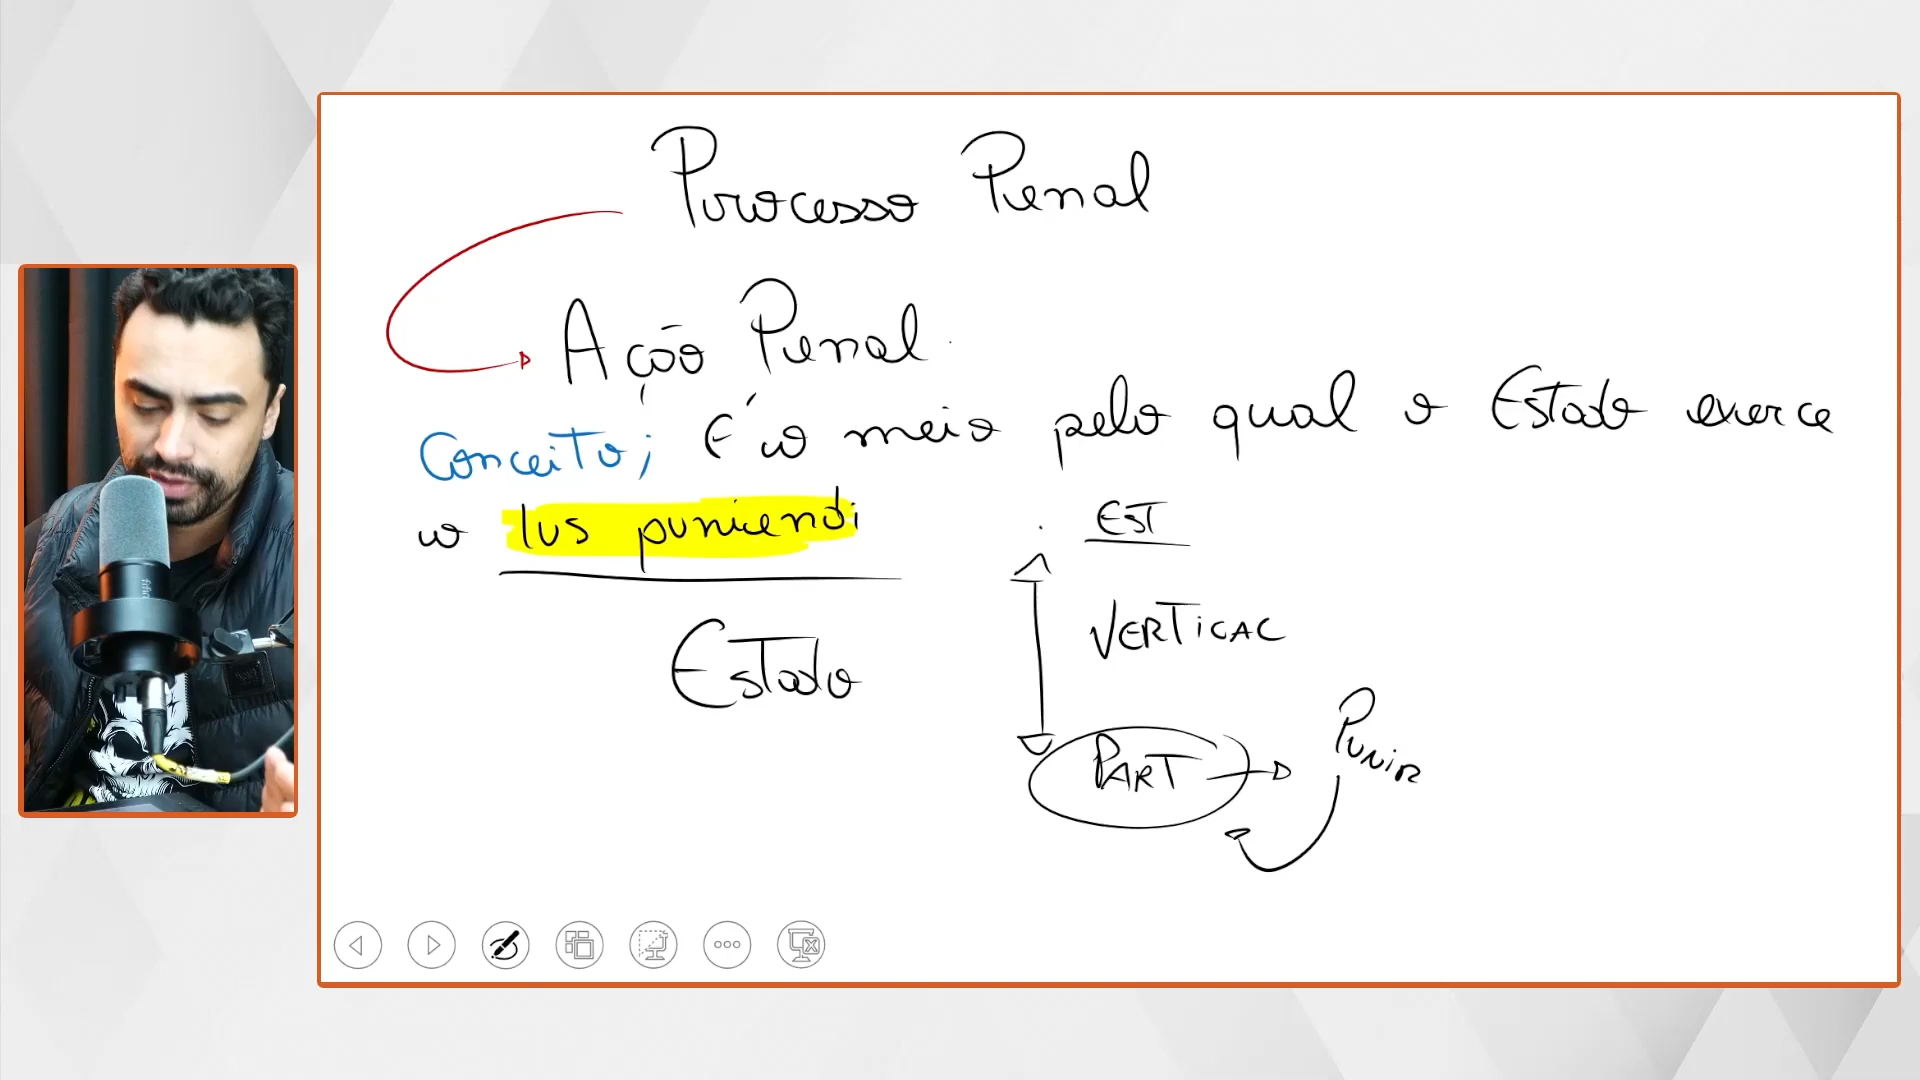 Processo Penal
Ação Penal.
Conceito; É o meio pelo qual o Estado exerce
o Ius puniendi
EST
VERTICAL
Estado
PART
Punir